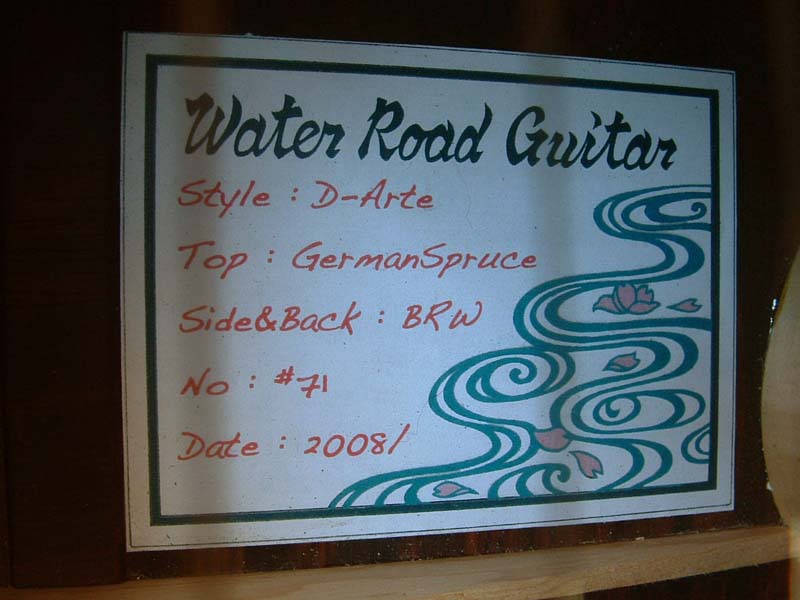 Water Road Guitar
Style : D-Arte
Top : GermanSpruce
Side&Back : BRW
No : #71
Date : 2008/